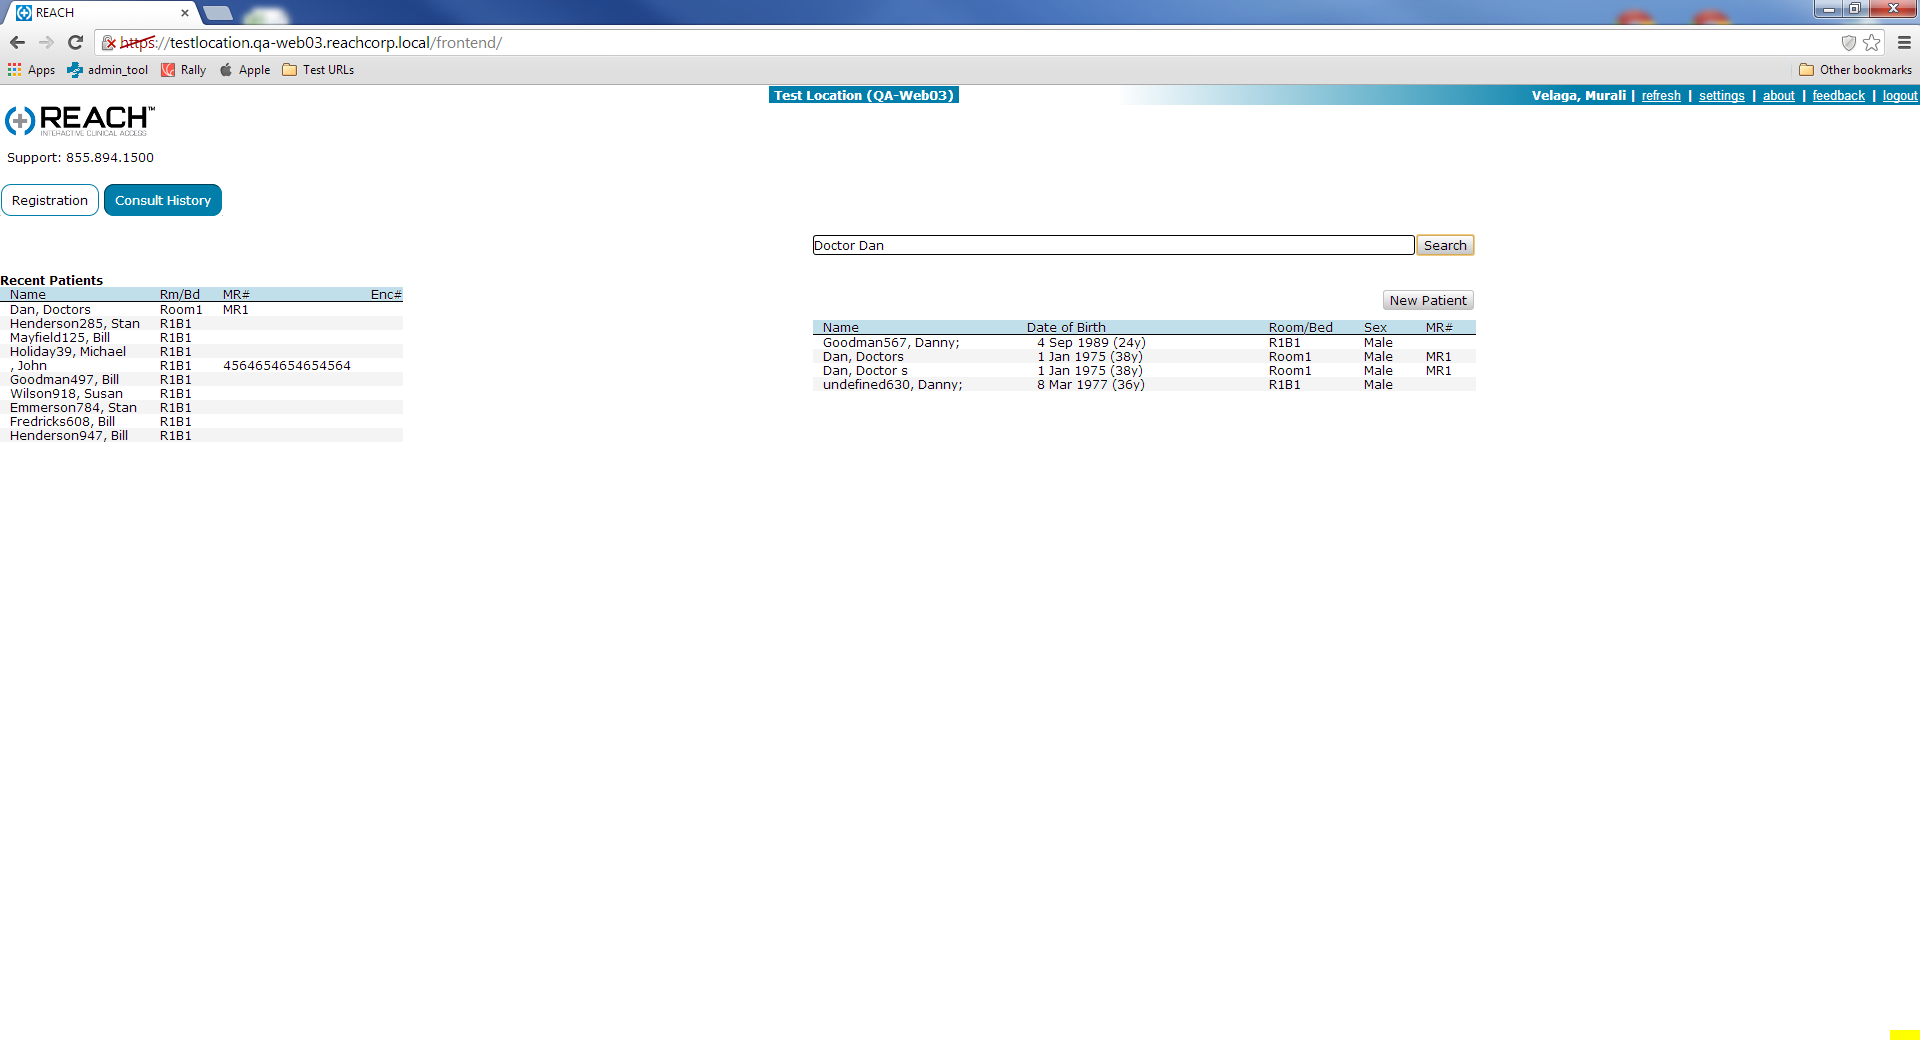 REACH
https://testlocation.qa-web03.reachcorp.local/frontend/
Apps admin_tool Rally Apple Test URLs Other bookmarks
Test Location (QA-Web03) Velaga, Murali | refresh | settings | about | feedback | logout
REACH™
INTERACTIVE CLINICAL ACCESS
Support: 855.894.1500
Registration Consult History
Doctor Dan Search
Recent Patients
Name Rm/Bd MR# Enc#
Dan, Doctors Room1 MR1
Henderson285, Stan R1B1
Mayfield125, Bill R1B1
Holiday39, Michael R1B1
, John R1B1 4564654654654564
Goodman497, Bill R1B1
Wilson918, Susan R1B1
Emmerson784, Stan R1B1
Fredricks608, Bill R1B1
Henderson947, Bill R1B1
New Patient
Name Date of Birth Room/Bed Sex MR#
Goodman567, Danny; 4 Sep 1989 (24y) R1B1 Male
Dan, Doctors 1 Jan 1975 (38y) Room1 Male MR1
Dan, Doctor s 1 Jan 1975 (38y) Room1 Male MR1
undefined630, Danny; 8 Mar 1977 (36y) R1B1 Male